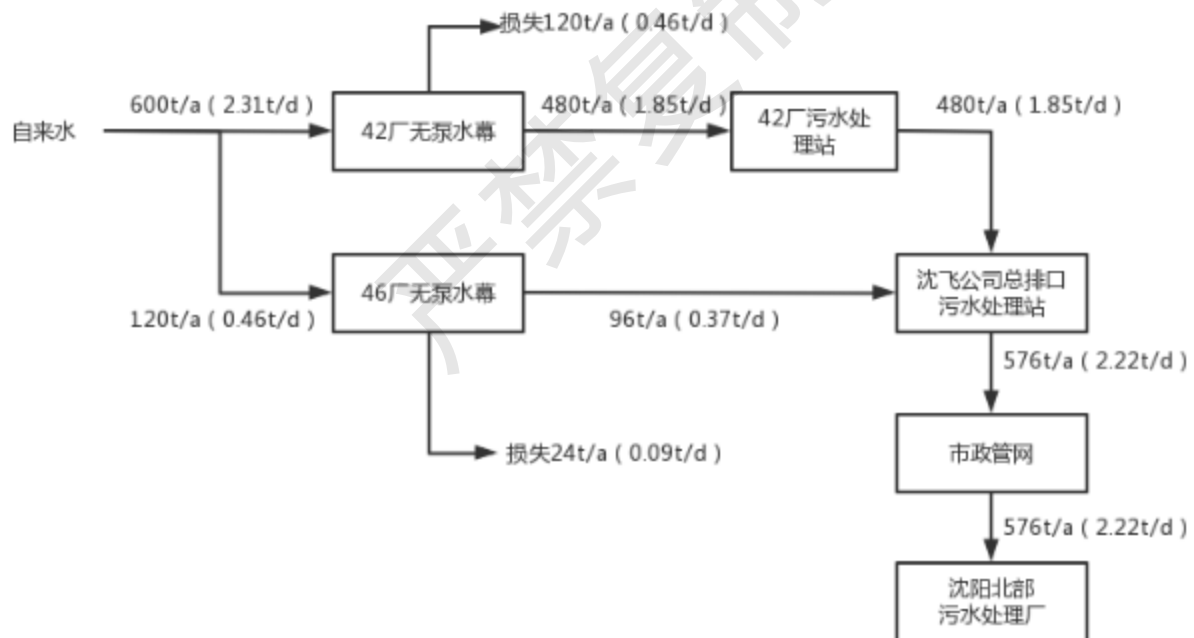 损失120t/a ( 0.46t/d )
600t/a ( 2.31t/d )
480t/a ( 1.85t/d )
480t/a ( 1.85t/d )
自来水
42厂无泵水幕
42厂污水处
理站
46厂无泵水幕
沈飞公司总排口
污水处理站
120t/a ( 0.46t/d )
96t/a ( 0.37t/d )
576t/a ( 2.22t/d )
损失24t/a ( 0.09t/d )
市政管网
576t/a ( 2.22t/d )
沈阳北部
污水处理厂
严禁复制